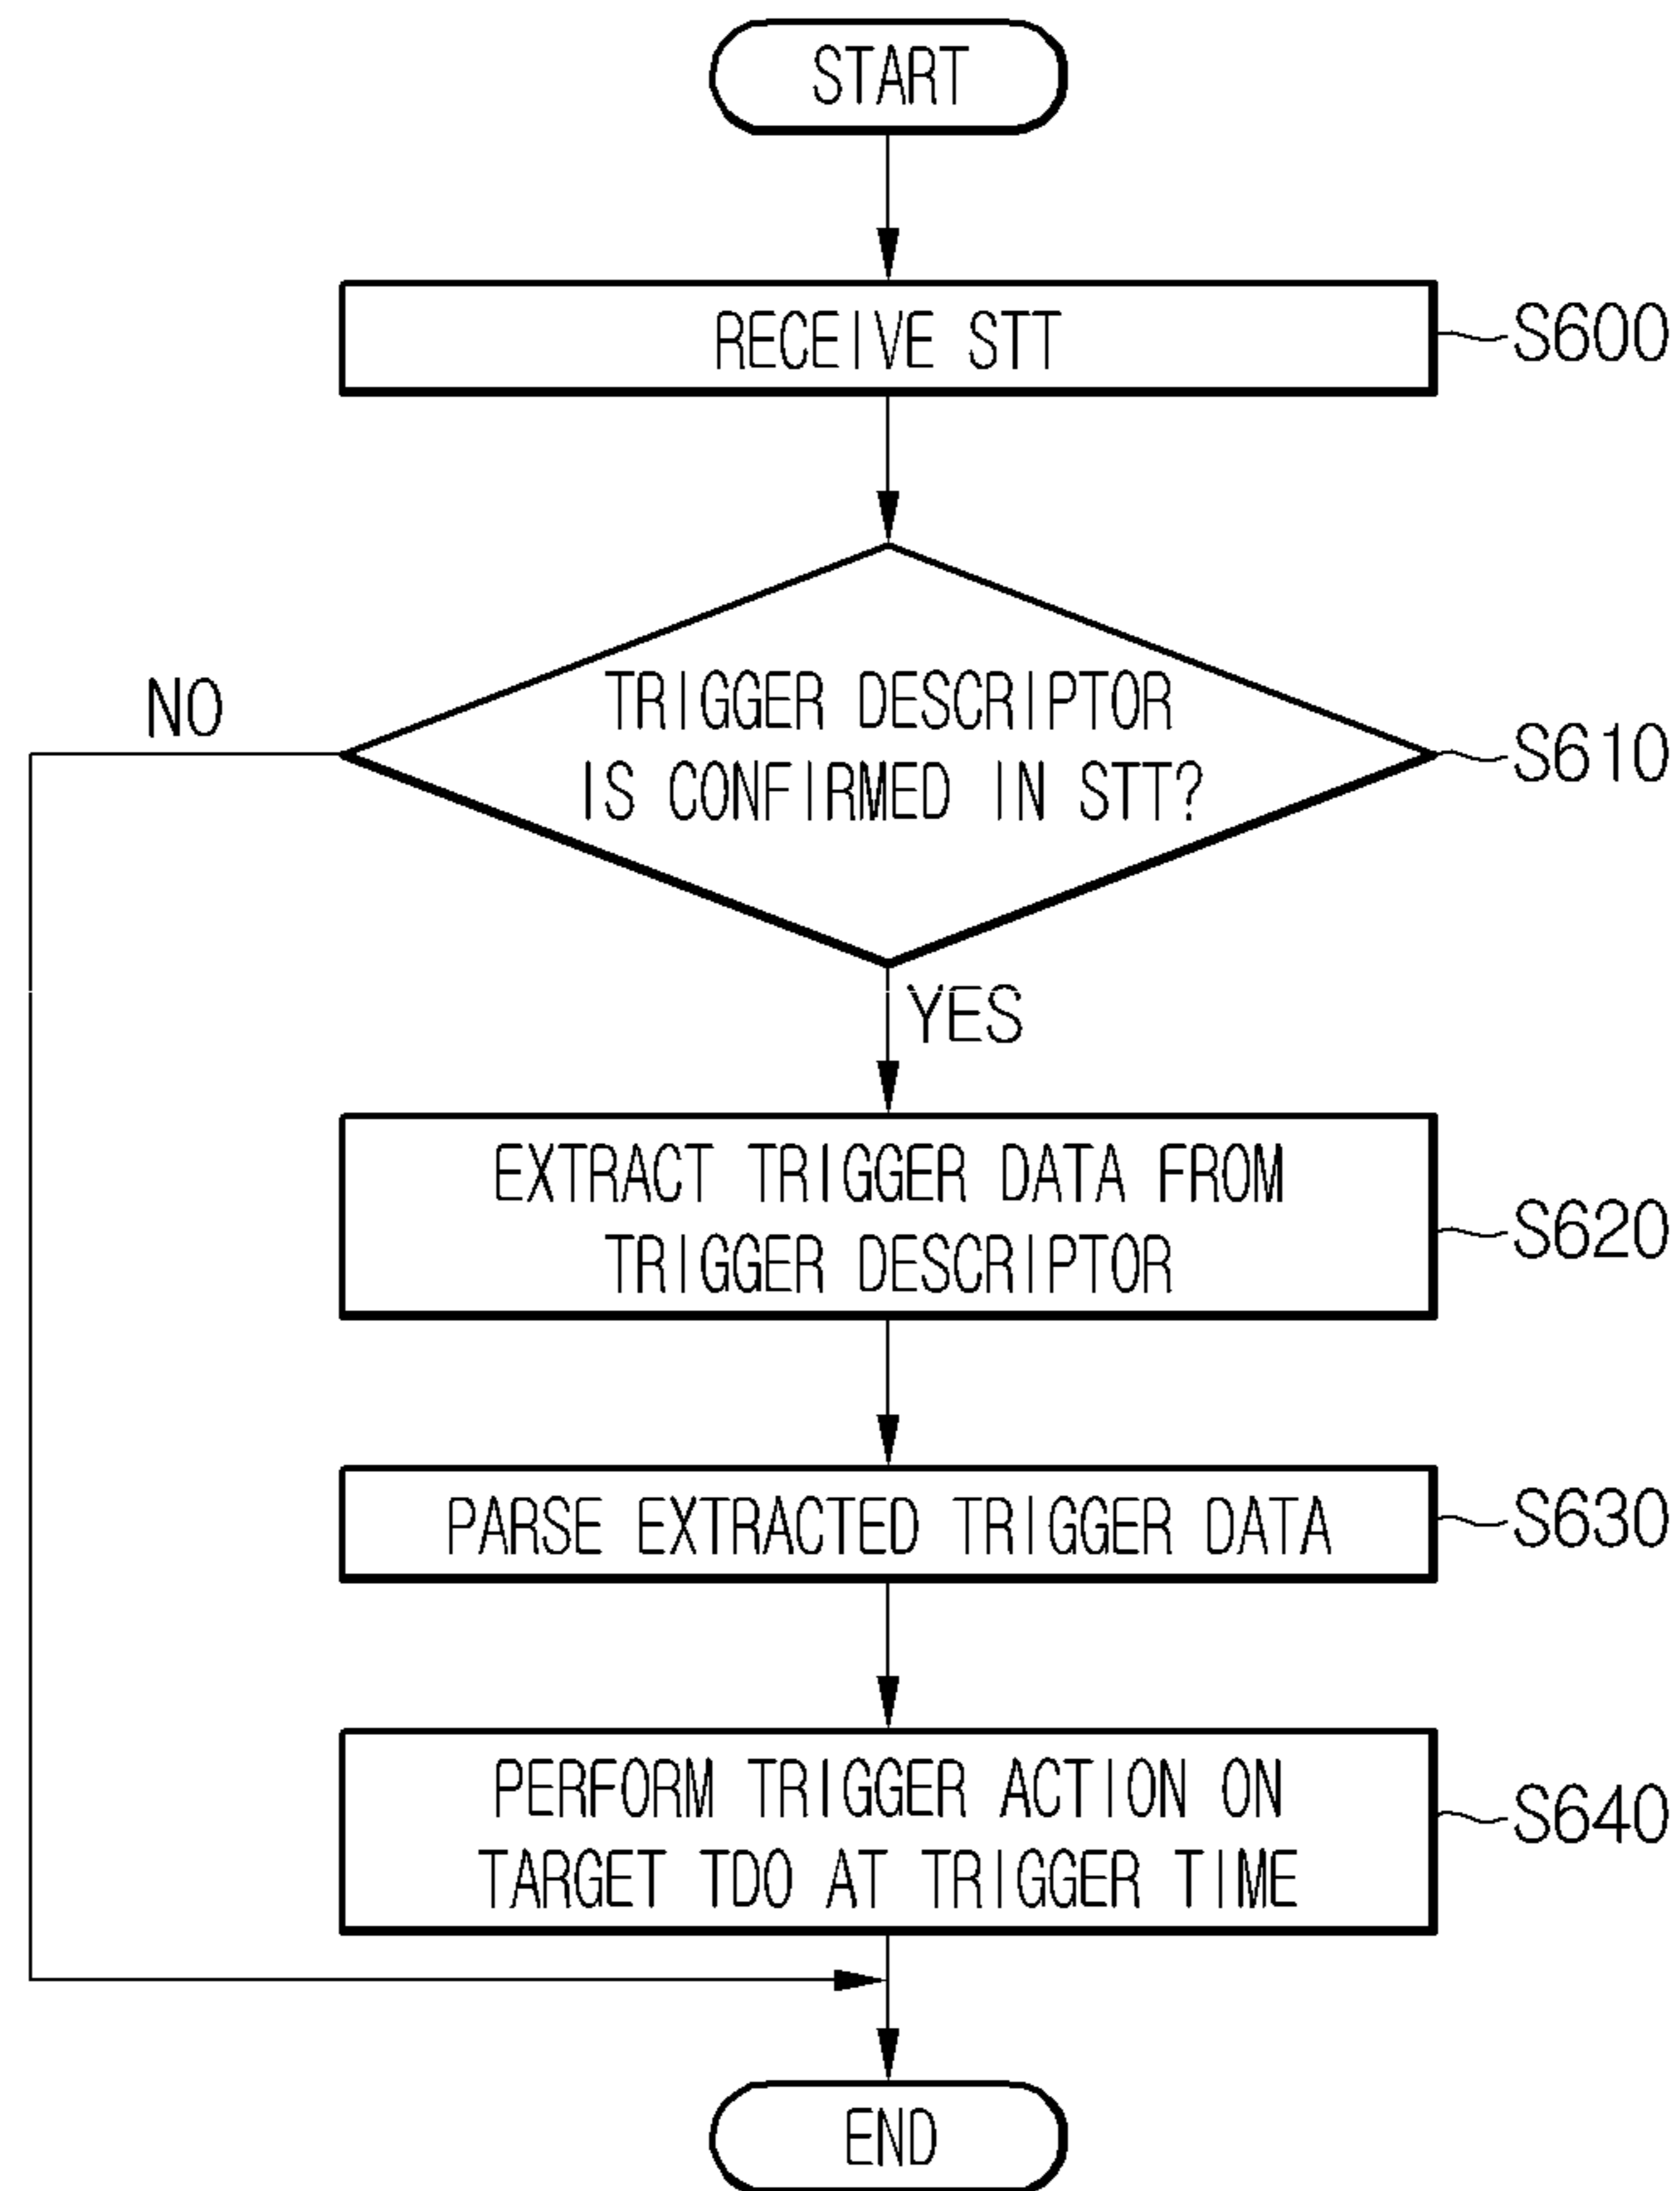 START
RECEIVE STT
S600
TRIGGER DESCRIPTOR
IS CONFIRMED IN STT?
S610
NO
YES
EXTRACT TRIGGER DATA FROM
TRIGGER DESCRIPTOR
S620
PARSE EXTRACTED TRIGGER DATA
S630
PERFORM TRIGGER ACTION ON
TARGET TDO AT TRIGGER TIME
S640
END